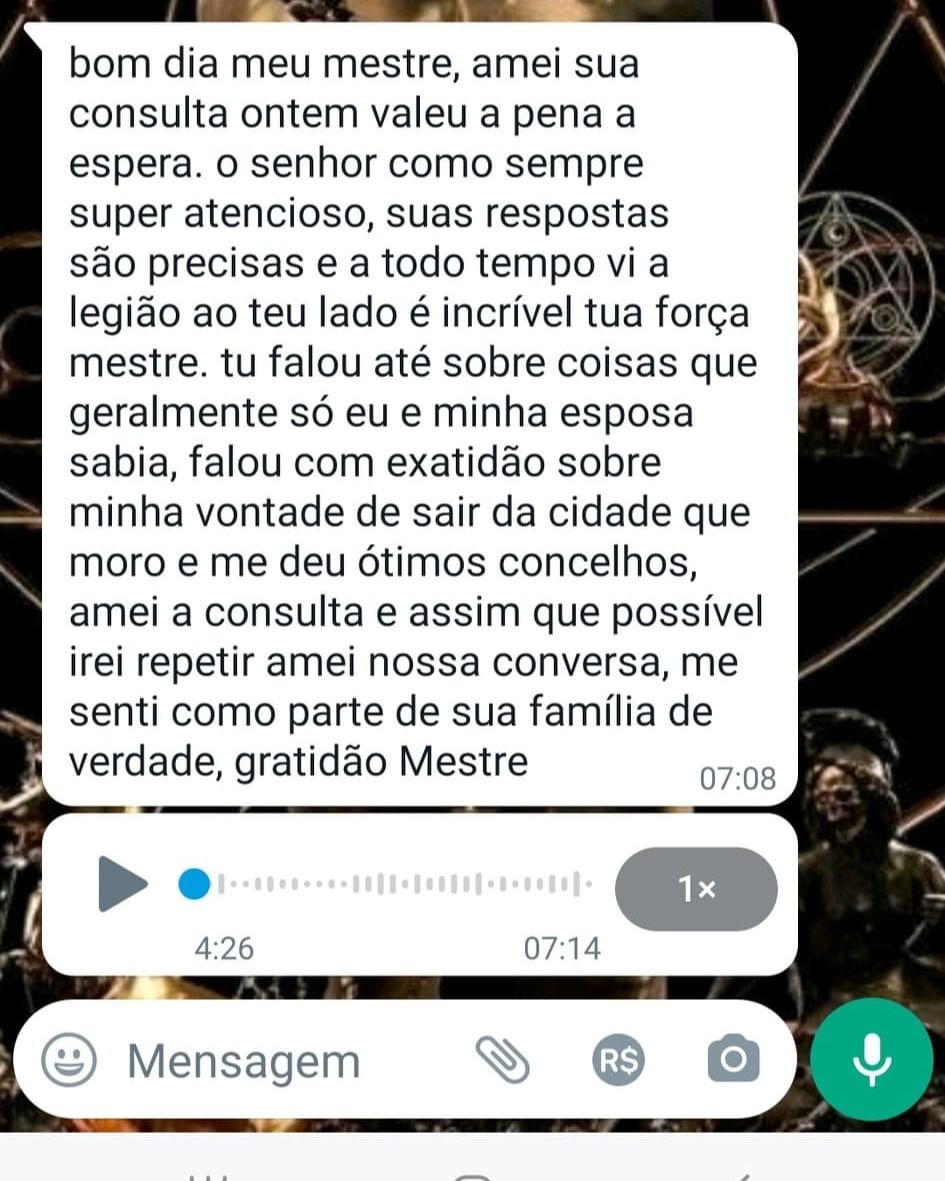 bom dia meu mestre, amei sua
consulta ontem valeu a pena a
espera. o senhor como sempre
super atencioso, suas respostas
são precisas e a todo tempo vi a
legião ao teu lado é incrível tua força
mestre. tu falou até sobre coisas que
geralmente só eu e minha esposa
sabia, falou com exatidão sobre
minha vontade de sair da cidade que
moro e me deu ótimos concelhos,
amei a consulta e assim que possível
irei repetir amei nossa conversa, me
senti como parte de sua família de
verdade, gratidão Mestre
07:08
1×
4:26
07:14
Mensagem
R$